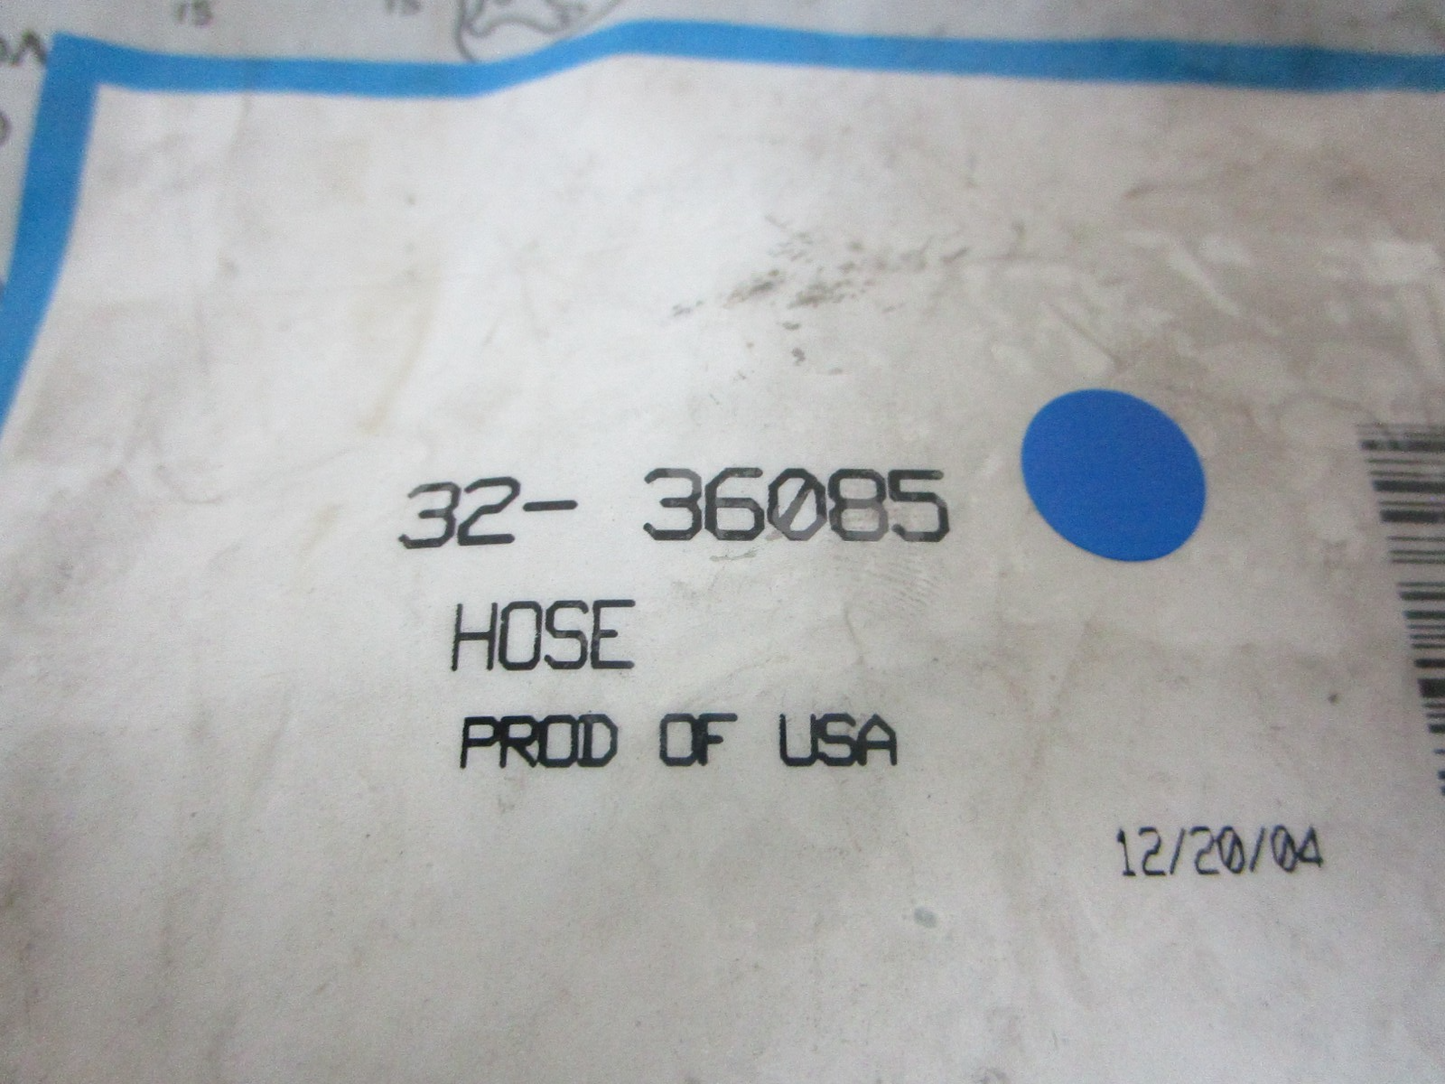 32- 36085
HOSE
PROD OF USA
12/20/04